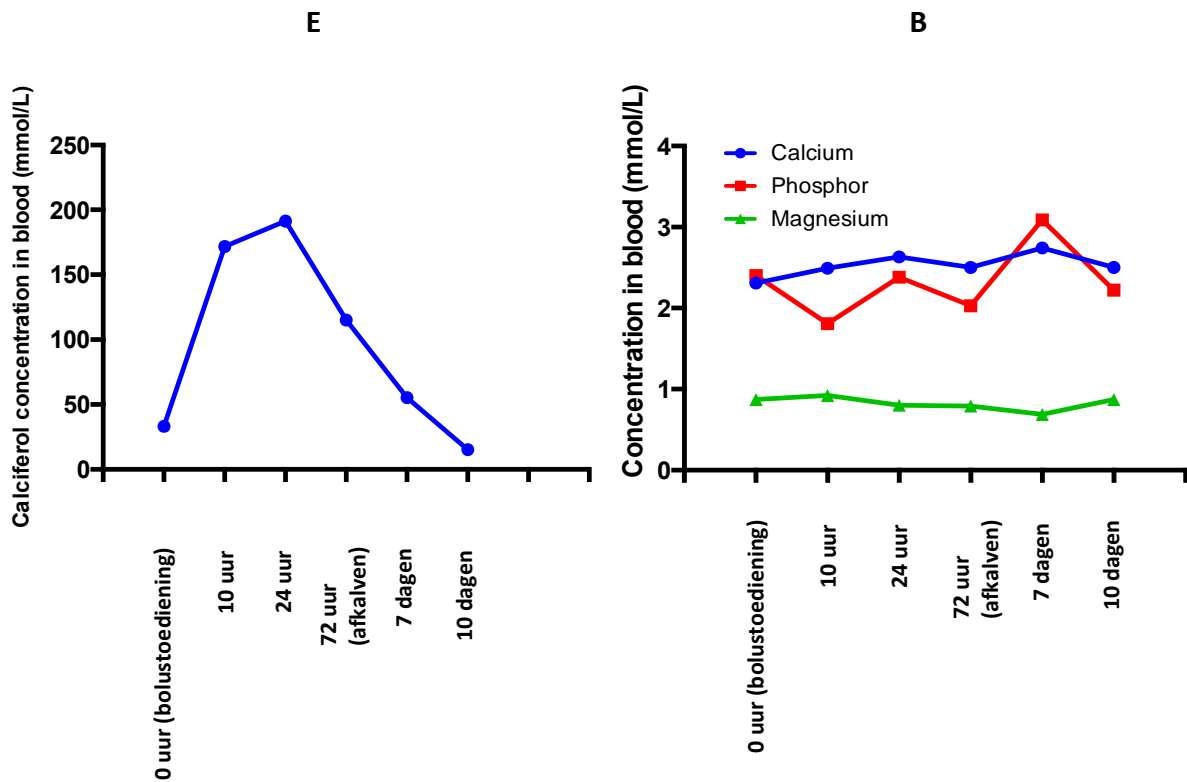 E
Calciferol concentration in blood (mmol/L)
250
200
150
100
50
0
0 uur (bolustoediening)
10 uur
24 uur
72 uur
(afkalven)
7 dagen
10 dagen
B
Concentration in blood (mmol/L)
4
3
2
1
0
Calcium
Phosphor
Magnesium
0 uur (bolustoediening)
10 uur
24 uur
72 uur
(afkalven)
7 dagen
10 dagen